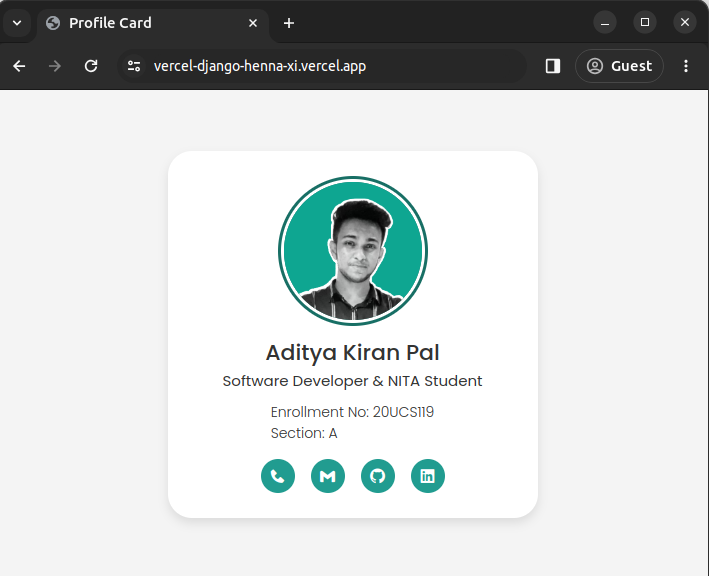 Profile Card
vercel-django-henna-xi.vercel.app
Guest
Aditya Kiran Pal
Software Developer & NITA Student
Enrollment No: 20UCS119
Section: A